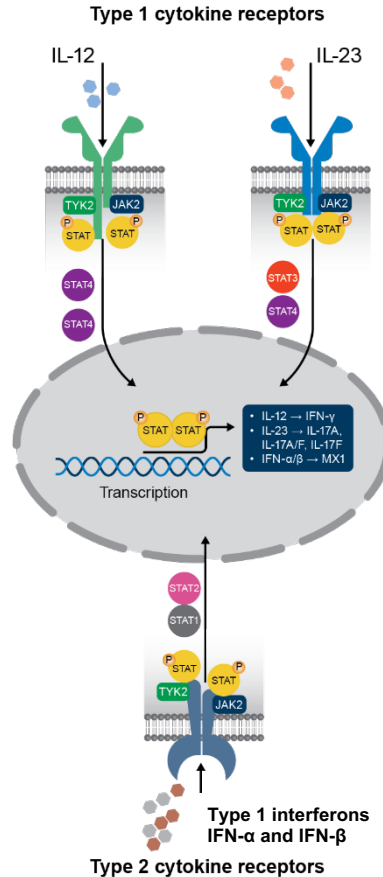 Type 1 cytokine receptors
IL-12
IL-23
TYK2
JAK2
P
STAT
P
STAT
TYK2
JAK2
P
STAT
P
STAT
STAT4
STAT4
STAT3
STAT4
P
STAT
STAT
P
• IL-12 → IFN-γ
• IL-23 → IL-17A,
IL-17A/F, IL-17F
• IFN-α/β → MX1
Transcription
STAT2
STAT1
P
STAT
STAT
P
TYK2
JAK2
Type 1 interferons
IFN-α and IFN-β
Type 2 cytokine receptors